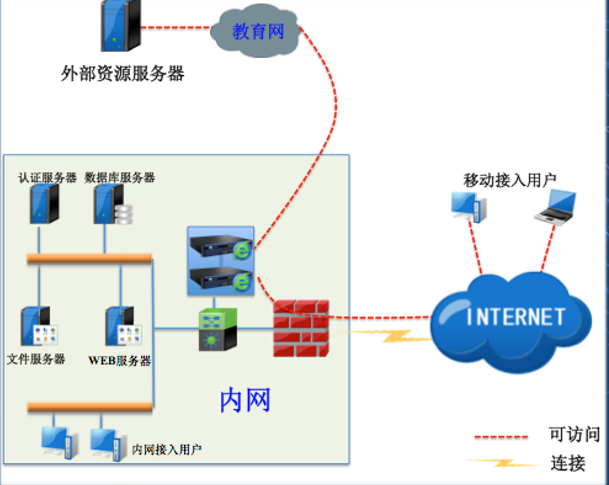 教育网
外部资源服务器
认证服务器 数据库服务器
移动接入用户
INTERNET
文件服务器 WEB服务器
内网
内网接入用户
可访问
连接